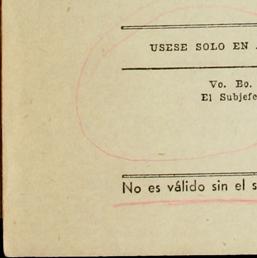 USESE SOLO EN
Vo. Bo.
El Subjefe
No es válido sin el s